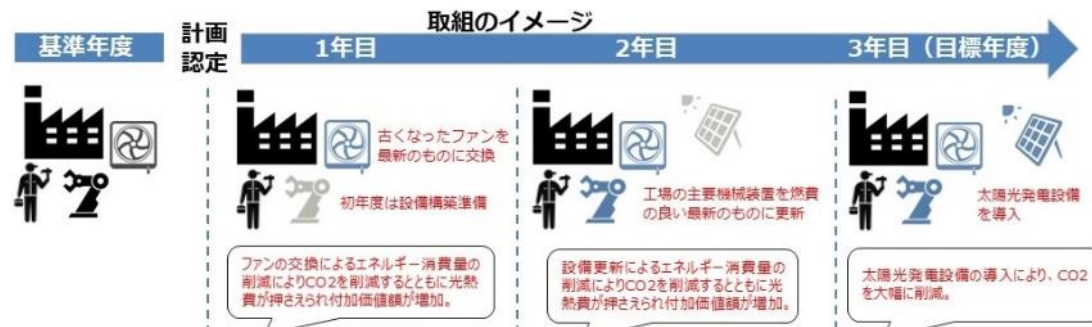 取組のイメージ
基準年度
計画
認定
1年目
2年目
3年目（目標年度）
古くなったファンを
最新のものに交換
初年度は設備構築準備
工場の主要機械装置を燃費
の良い最新のものに更新
太陽光発電設備
を導入
ファンの交換によるエネルギー消費量の
削減によりCO2を削減するとともに光熱
費が押さえられ付加価値額が増加。
設備更新によるエネルギー消費量の
削減によりCO2を削減するとともに光
熱費が押さえられ付加価値額が増加。
太陽光発電設備の導入により、CO2
を大幅に削減。